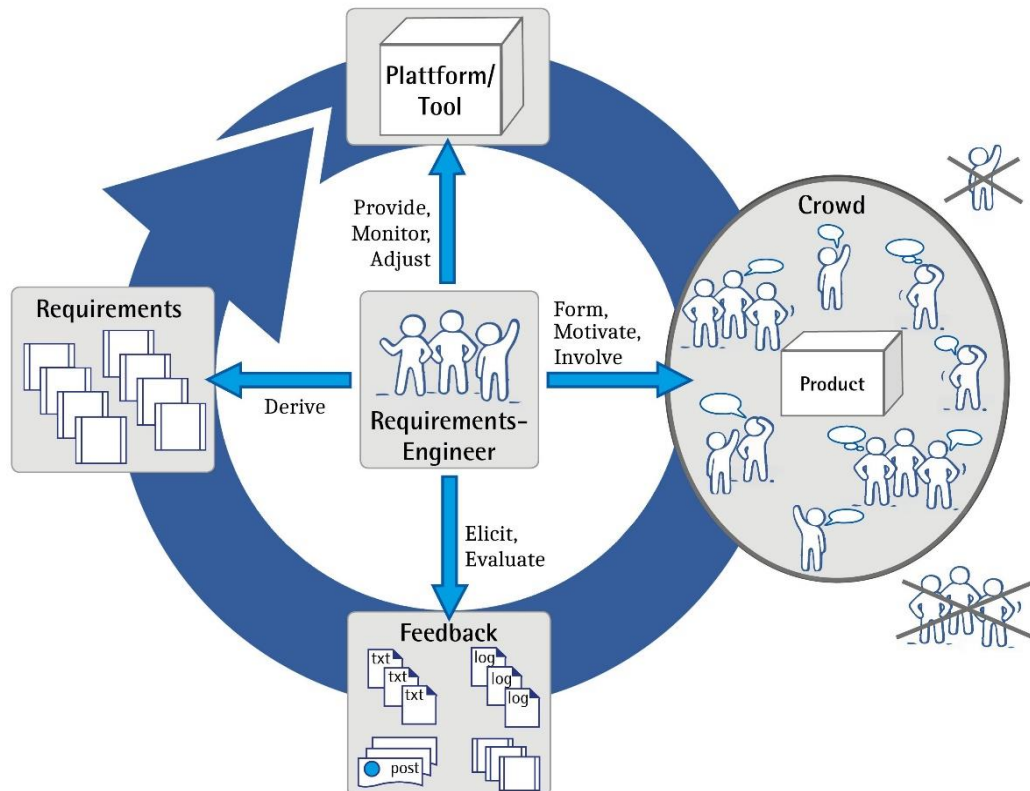 Plattform/
Tool
Provide,
Monitor,
Adjust
Crowd
Requirements
Form,
Motivate,
Involve
Product
Derive
Requirements-
Engineer
Elicit,
Evaluate
Feedback
txt
txt
txt
log
log
log
post